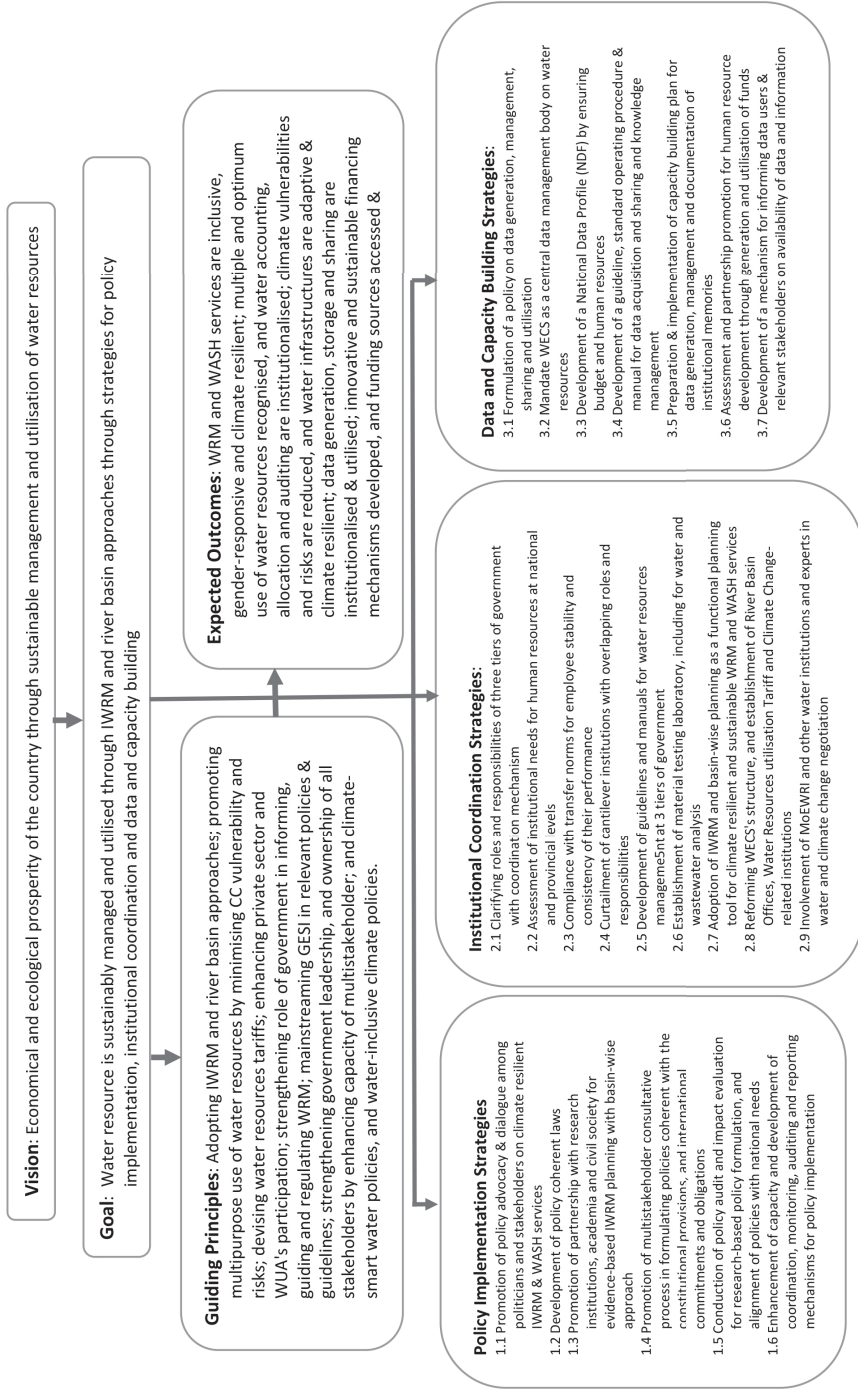 Vision: Economical and ecological prosperity of the country through sustainable management and utilisation of water resources
Goal: Water resource is sustainably managed and utilised through IWRM and river basin approaches through strategies for policy
implementation, institutional coordination and data and capacity building
Guiding Principles: Adopting IWRM and river basin approaches; promoting
multipurpose use of water resources by minimising CC vulnerability and
risks; devising water resources tariffs; enhancing private sector and
WUA's participation; strengthening role of government in informing,
guiding and regulating WRM; mainstreaming GESI in relevant policies &
guidelines; strengthening government leadership, and ownership of all
stakeholders by enhancing capacity of multistakeholder; and climate-
smart water policies, and water-inclusive climate policies.
Expected Outcomes: WRM and WASH services are inclusive,
gender-responsive and climate resilient; multiple and optimum
use of water resources recognised, and water accounting,
allocation and auditing are institutionalised; climate vulnerabilities
and risks are reduced, and water infrastructures are adaptive &
climate resilient; data generation, storage and sharing are
institutionalised & utilised; innovative and sustainable financing
mechanisms developed, and funding sources accessed &
Policy Implementation Strategies
1.1 Promotion of policy advocacy & dialogue among
politicians and stakeholders on climate resilient
IWRM & WASH services
1.2 Development of policy coherent laws
1.3 Promotion of partnership with research
institutions, academia and civil society for
evidence-based IWRM planning with basin-wise
approach
1.4 Promotion of multistakeholder consultative
process in formulating policies coherent with the
constitutional provisions, and international
commitments and obligations
1.5 Conduction of policy audit and impact evaluation
for research-based policy formulation, and
alignment of policies with national needs
1.6 Enhancement of capacity and development of
coordination, monitoring, auditing and reporting
mechanisms for policy implementation
Institutional Coordination Strategies:
2.1 Clarifying roles and responsibilities of three tiers of government
with coordination mechanism
2.2 Assessment of institutional needs for human resources at national
and provincial levels
2.3 Compliance with transfer norms for employee stability and
consistency of their performance
2.4 Curtailment of cantilever institutions with overlapping roles and
responsibilities
2.5 Development of guidelines and manuals for water resources
manageme5nt at 3 tiers of government
2.6 Establishment of material testing laboratory, including for water and
wastewater analysis
2.7 Adoption of IWRM and basin-wise planning as a functional planning
tool for climate resilient and sustainable WRM and WASH services
2.8 Reforming WECS's structure, and establishment of River Basin
Offices, Water Resources utilisation Tariff and Climate Change-
related institutions
2.9 Involvement of MoEWRI and other water institutions and experts in
water and climate change negotiation
Data and Capacity Building Strategies:
3.1 Formulation of a policy on data generation, management,
sharing and utilisation
3.2 Mandate WECS as a central data management body on water
resources
3.3 Development of a National Data Profile (NDF) by ensuring
budget and human resources
3.4 Development of a guideline, standard operating procedure &
manual for data acquisition and sharing and knowledge
management
3.5 Preparation & implementation of capacity building plan for
data generation, management and documentation of
institutional memories
3.6 Assessment and partnership promotion for human resource
development through generation and utilisation of funds
3.7 Development of a mechanism for informing data users &
relevant stakeholders on availability of data and information